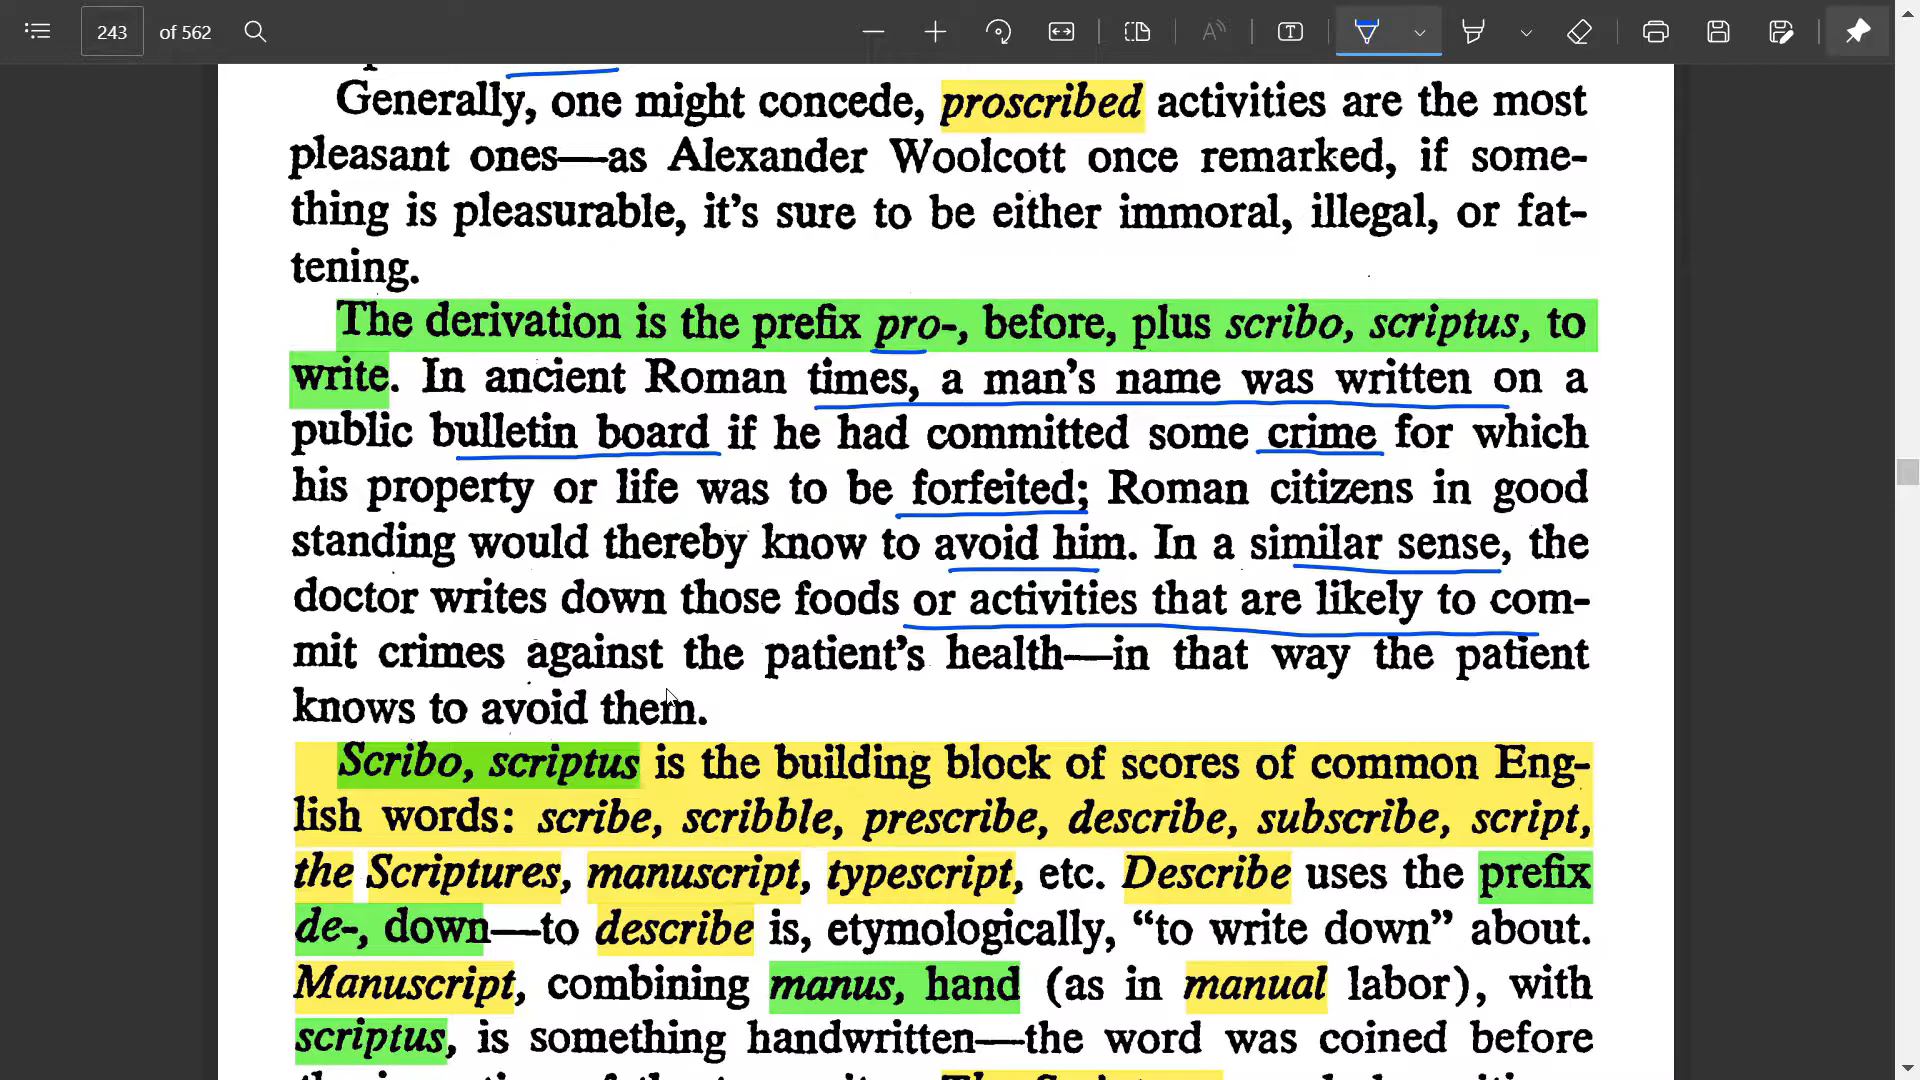 243 of 562
Generally, one might concede, proscribed activities are the most
pleasant ones—as Alexander Woolcott once remarked, if some-
thing is pleasurable, it's sure to be either immoral, illegal, or fat-
tening.
The derivation is the prefix pro-, before, plus scribo, scriptus, to
write. In ancient Roman times, a man's name was written on a
public bulletin board if he had committed some crime for which
his property or life was to be forfeited; Roman citizens in good
standing would thereby know to avoid him. In a similar sense, the
doctor writes down those foods or activities that are likely to com-
mit crimes against the patient's health—in that way the patient
knows to avoid them.
Scribo, scriptus is the building block of scores of common Eng-
lish words: scribe, scribble, prescribe, describe, subscribe, script,
the Scriptures, manuscript, typescript, etc. Describe uses the prefix
de-, down—to describe is, etymologically, “to write down” about.
Manuscript, combining manus, hand (as in manual labor), with
scriptus, is something handwritten—the word was coined before